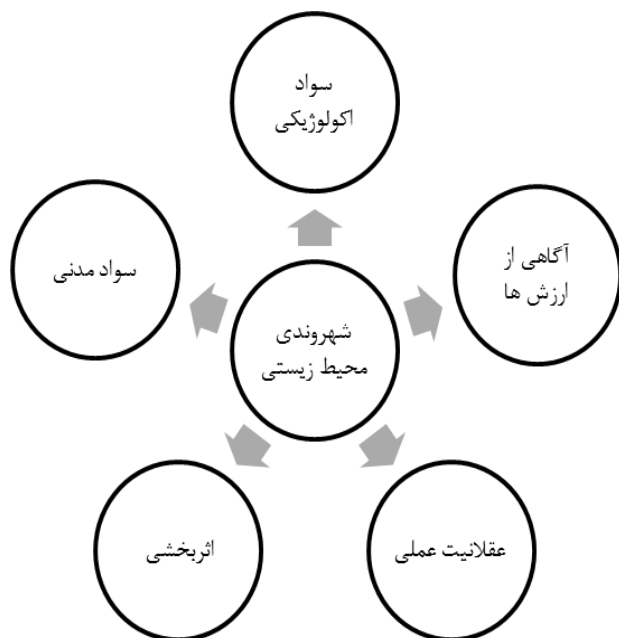 سواد
اکولوژیکی
آگاهی از
ارزش ها
سواد مدنی
شهروندی
محیط زیستی
عقلانیت عملی
اثربخشی